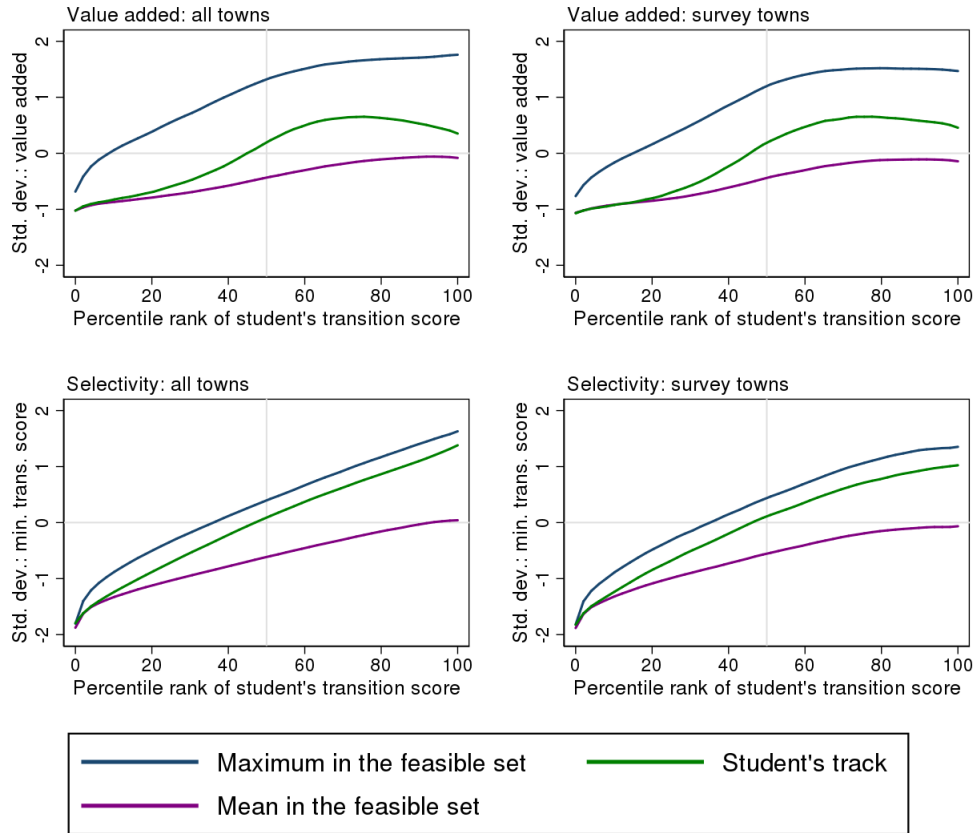 Value added: all towns
Std. dev.: value added
2
1
0
-1
-2
0 20 40 60 80 100
Percentile rank of student's transition score
Value added: survey towns
Std. dev.: value added
2
1
0
-1
-2
0 20 40 60 80 100
Percentile rank of student's transition score
Selectivity: all towns
Std. dev.: min. trans. score
2
1
0
-1
-2
0 20 40 60 80 100
Percentile rank of student's transition score
Selectivity: survey towns
Std. dev.: min. trans. score
2
1
0
-1
-2
0 20 40 60 80 100
Percentile rank of student's transition score
Maximum in the feasible set
Student's track
Mean in the feasible set